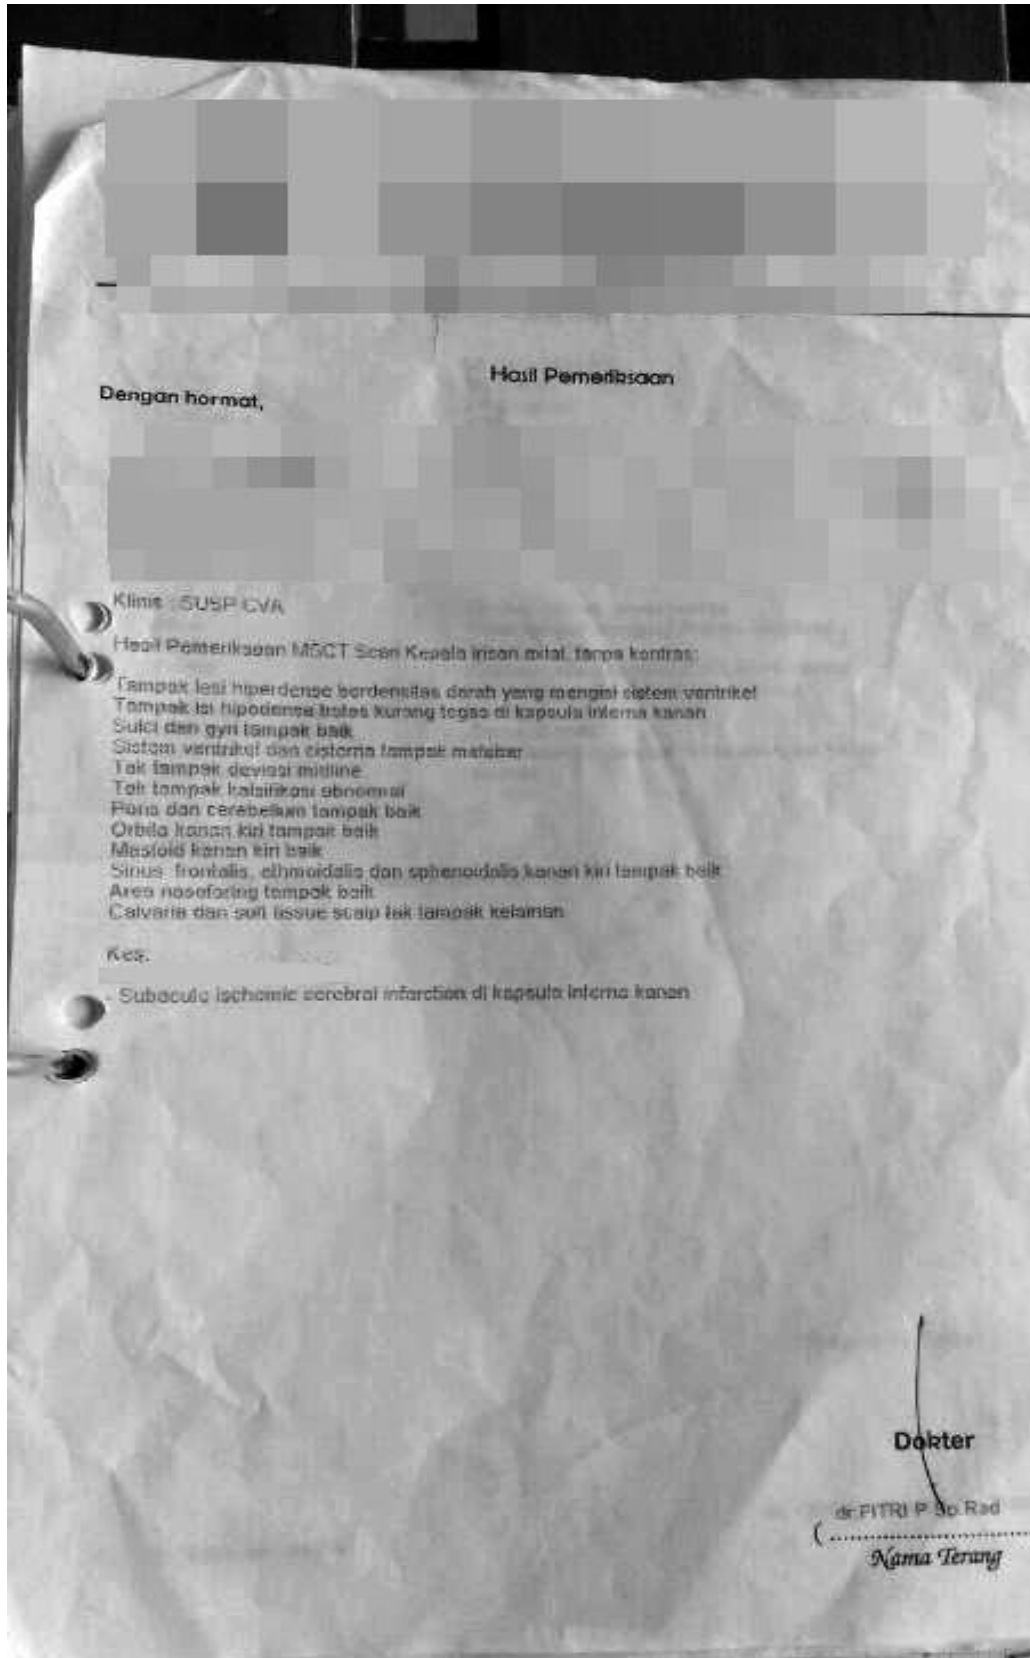 Hasil Pemeriksaan
Dengan hormat,
Klinis : SUSP CVA
Hasil Pemeriksaan MSCT Scan Kepala irisan axial, tanpa kontras:
Tampak lesi hiperdense berdensitas darah yang mengisi sistem ventrikel
Tampak lsi hipodense batas kurang tegas di kapsula interna kanan
Sulci dan gyri tampak baik
Sistem ventrikel dan cisterna tampak melebar
Tak tampak deviasi midline
Tak tampak kalsifikasi abnormal
Pons dan cerebellum tampak baik
Orbita kanan kiri tampak baik
Mastoid kanan kiri baik
Sinus frontalis, ethmoidalis dan sphenoidalis kanan kiri tampak baik
Area nasofaring tampak baik
Calvaria dan soft tissue scalp tak tampak kelainan
Kes.
- Subacute ischemic cerebral infarction di kapsula interna kanan
Dokter
dr.FITRI P Sp.Rad
Nama Terang